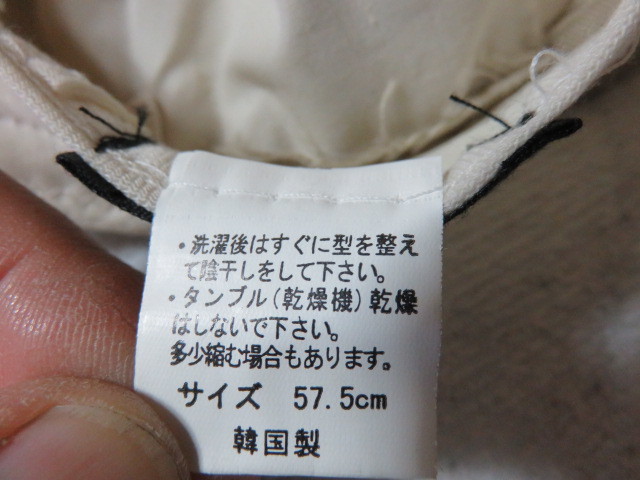 ・洗濯後はすぐに型を整え
て陰干しをして下さい。
・タンブル(乾燥機)乾燥
はしないで下さい。
多少縮む場合もあります。
サイズ 57.5cm
韓国製